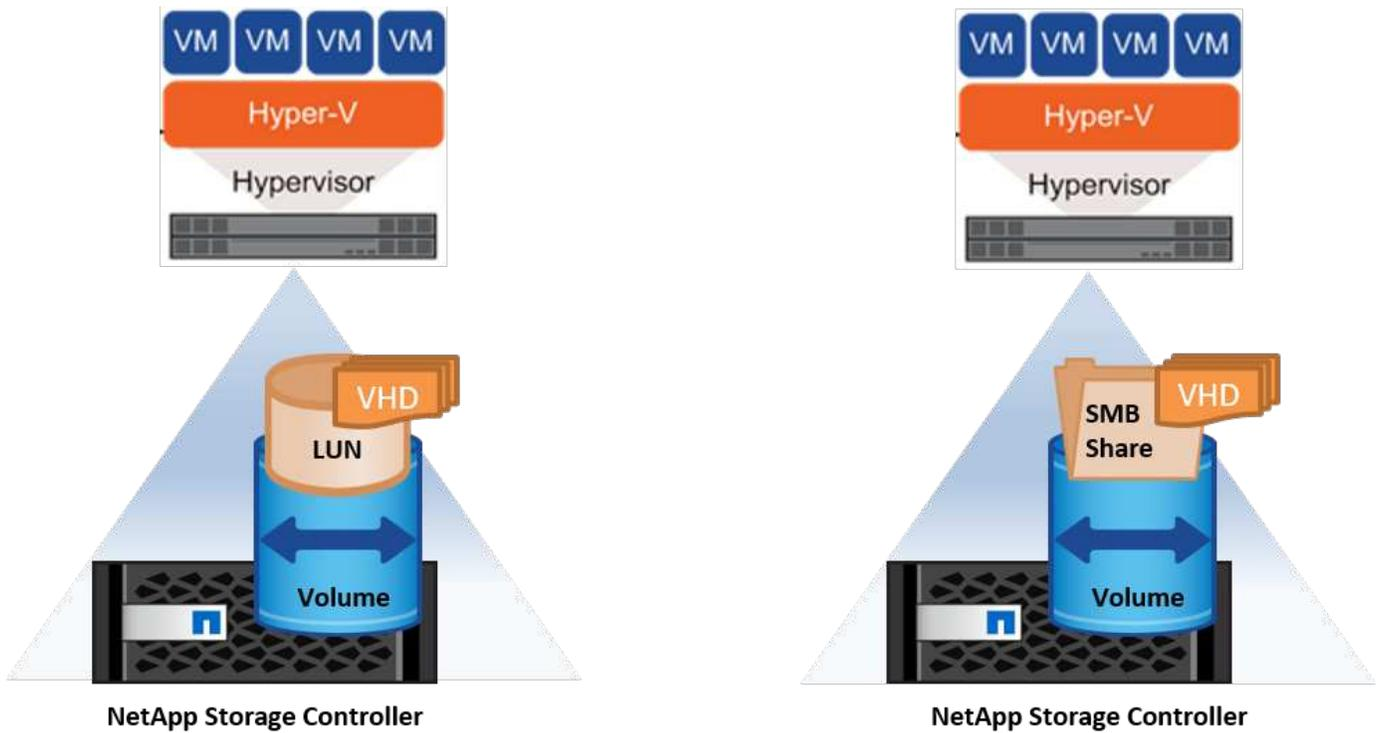 VM VM VM VM
Hyper-V
Hypervisor
VHD
LUN
Volume
NetApp Storage Controller
VM VM VM VM
Hyper-V
Hypervisor
VHD
SMB
Share
Volume
NetApp Storage Controller